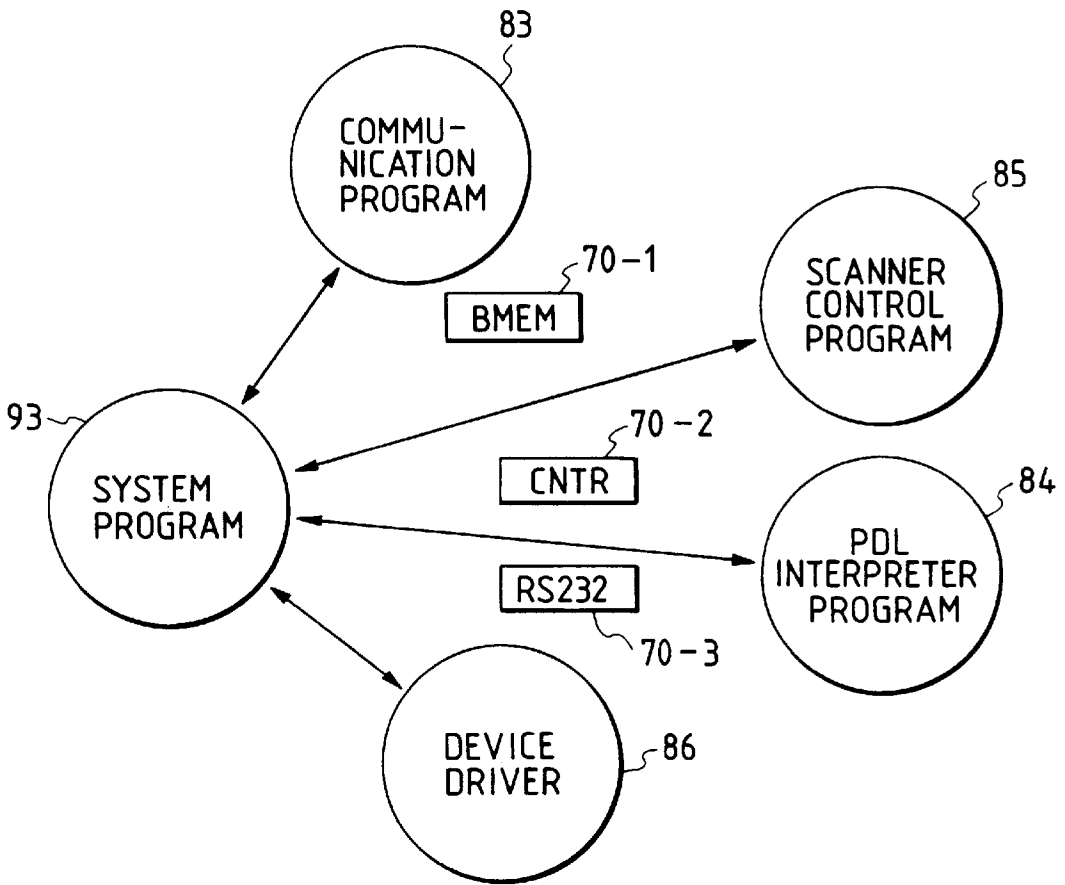 83
COMMU-
NICATION
PROGRAM
85
SCANNER
CONTROL
PROGRAM
70-1
BMEM
93
SYSTEM
PROGRAM
70-2
CNTR
84
PDL
INTERPRETER
PROGRAM
RS232
70-3
DEVICE
DRIVER
86